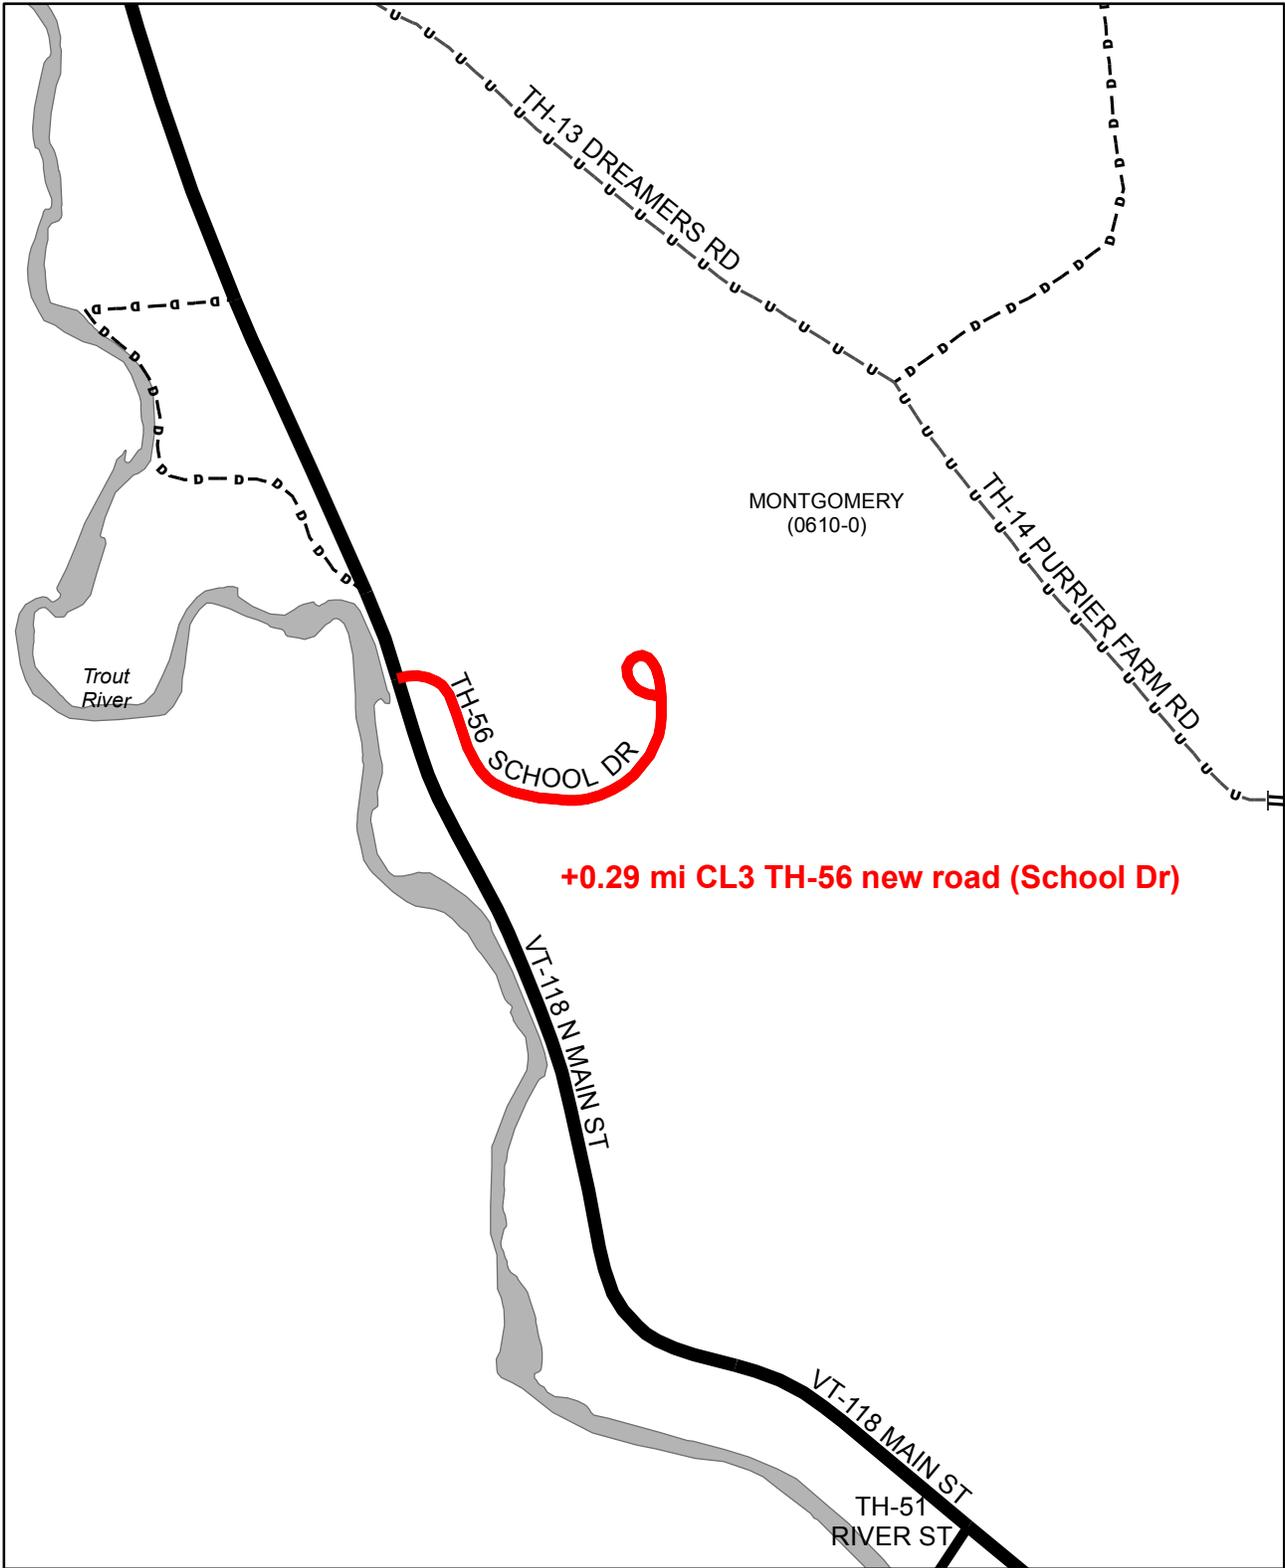 TH-13 DREAMERS RD
MONTGOMERY
(0610-0)
TH-14 PURRIER FARM RD
Trout
River
TH-56 SCHOOL DR
+0.29 mi CL3 TH-56 new road (School Dr)
VT-118 N MAIN ST
VT-118 MAIN ST
TH-51
RIVER ST